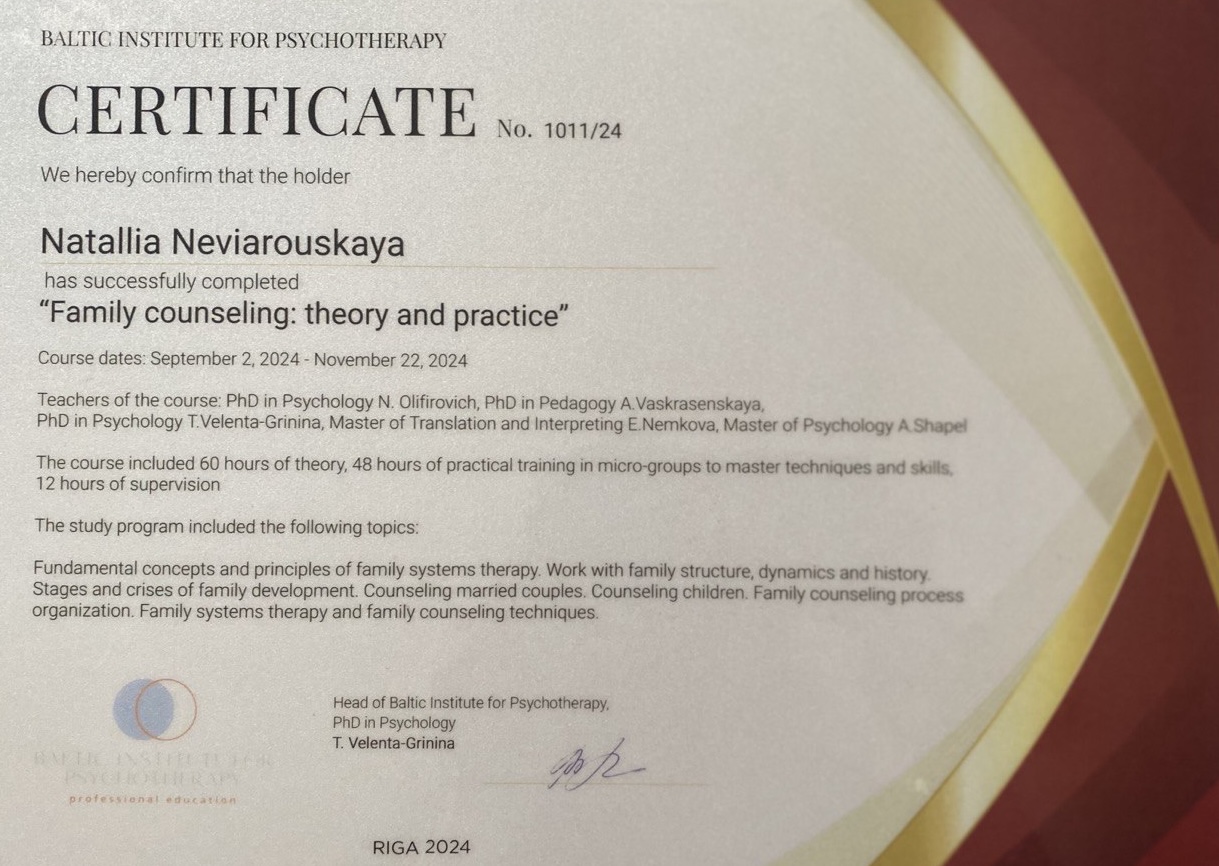 BALTIC INSTITUTE FOR PSYCHOTHERAPY
CERTIFICATE No. 1011/24
We hereby confirm that the holder
Natallia Neviarouskaya
has successfully completed
“Family counseling: theory and practice”
Course dates: September 2, 2024 - November 22, 2024
Teachers of the course: PhD in Psychology N. Olifirovich, PhD in Pedagogy A.Vaskrasenskaya,
PhD in Psychology T.Velenta-Grinina, Master of Translation and Interpreting E.Nemkova, Master of Psychology A.Shapel
The course included 60 hours of theory, 48 hours of practical training in micro-groups to master techniques and skills,
12 hours of supervision
The study program included the following topics:
Fundamental concepts and principles of family systems therapy. Work with family structure, dynamics and history.
Stages and crises of family development. Counseling married couples. Counseling children. Family counseling process
organization. Family systems therapy and family counseling techniques.
BALTIC INSTITUTE FOR
PSYCHOTHERAPY
professional education
Head of Baltic Institute for Psychotherapy,
PhD in Psychology
T. Velenta-Grinina
RIGA 2024